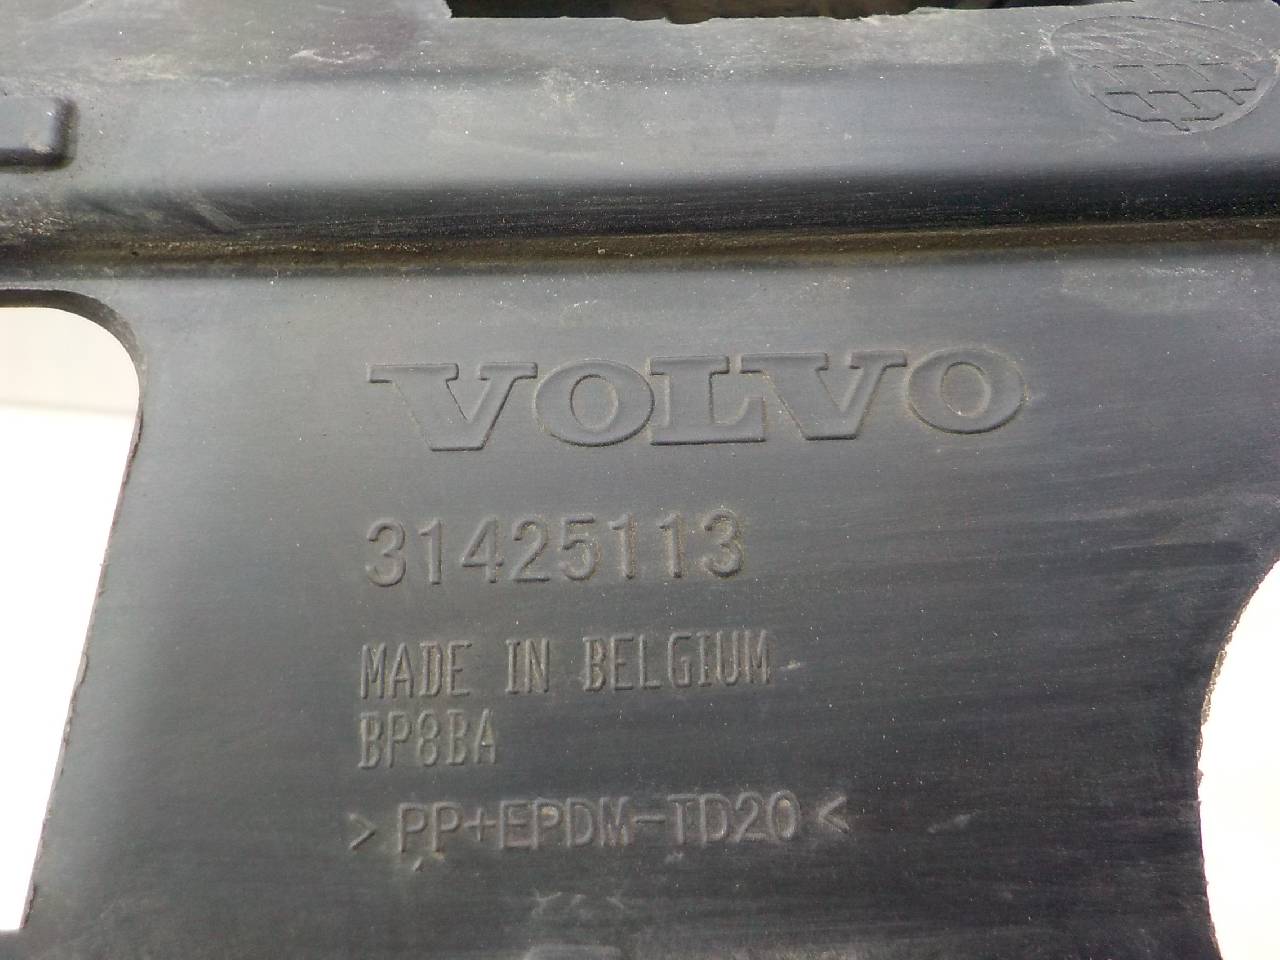 VOLVO
31425113
MADE IN BELGIUM
BP8BA
>PP+EPDM-TD20<